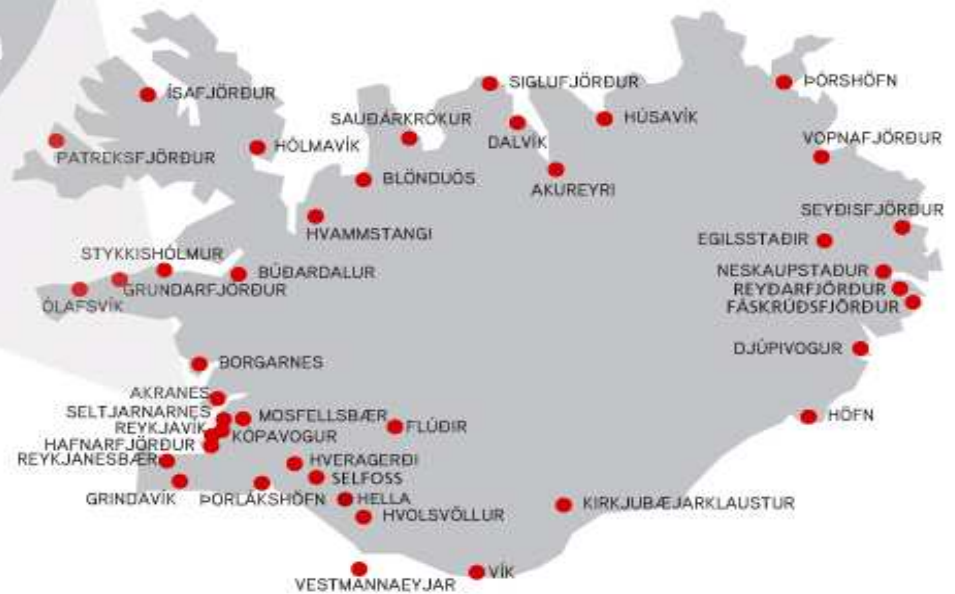 SIGLUFJÖRÐUR
ÞÓRSHÖFN
ÍSAFJÖRÐUR
SAUÐÁRKRÓKUR
HÚSAVÍK
DALVÍK
VOPNAFJÖRÐUR
HÓLMAVÍK
PATREKSFJÖRÐUR
BLÖNDUÓS
AKUREYRI
SEYÐISFJÖRÐUR
HVAMMSTANGI
EGILSSTAÐIR
STYKKISHÓLMUR
BÚÐARDALUR
NESKAUPSTAÐUR
GRUNDARFJÖRÐUR
REYÐARFJÖRÐUR
ÓLAFSVÍK
FÁSKRÚÐSFJÖRÐUR
DJÚPIVOGUR
BORGARNES
AKRANES
SELTJARNARNES
MOSFELLSBÆR
HÖFN
REYKJAVÍK
FLÚÐIR
KÓPAVOGUR
HAFNARFJÖRÐUR
REYKJANESBÆR
HVERAGERÐI
SELFOSS
GRINDAVÍK
ÞORLÁKSHÖFN
HELLA
KIRKJUBÆJARKLAUSTUR
HVOLSVÖLLUR
VÍK
VESTMANNAEYJAR